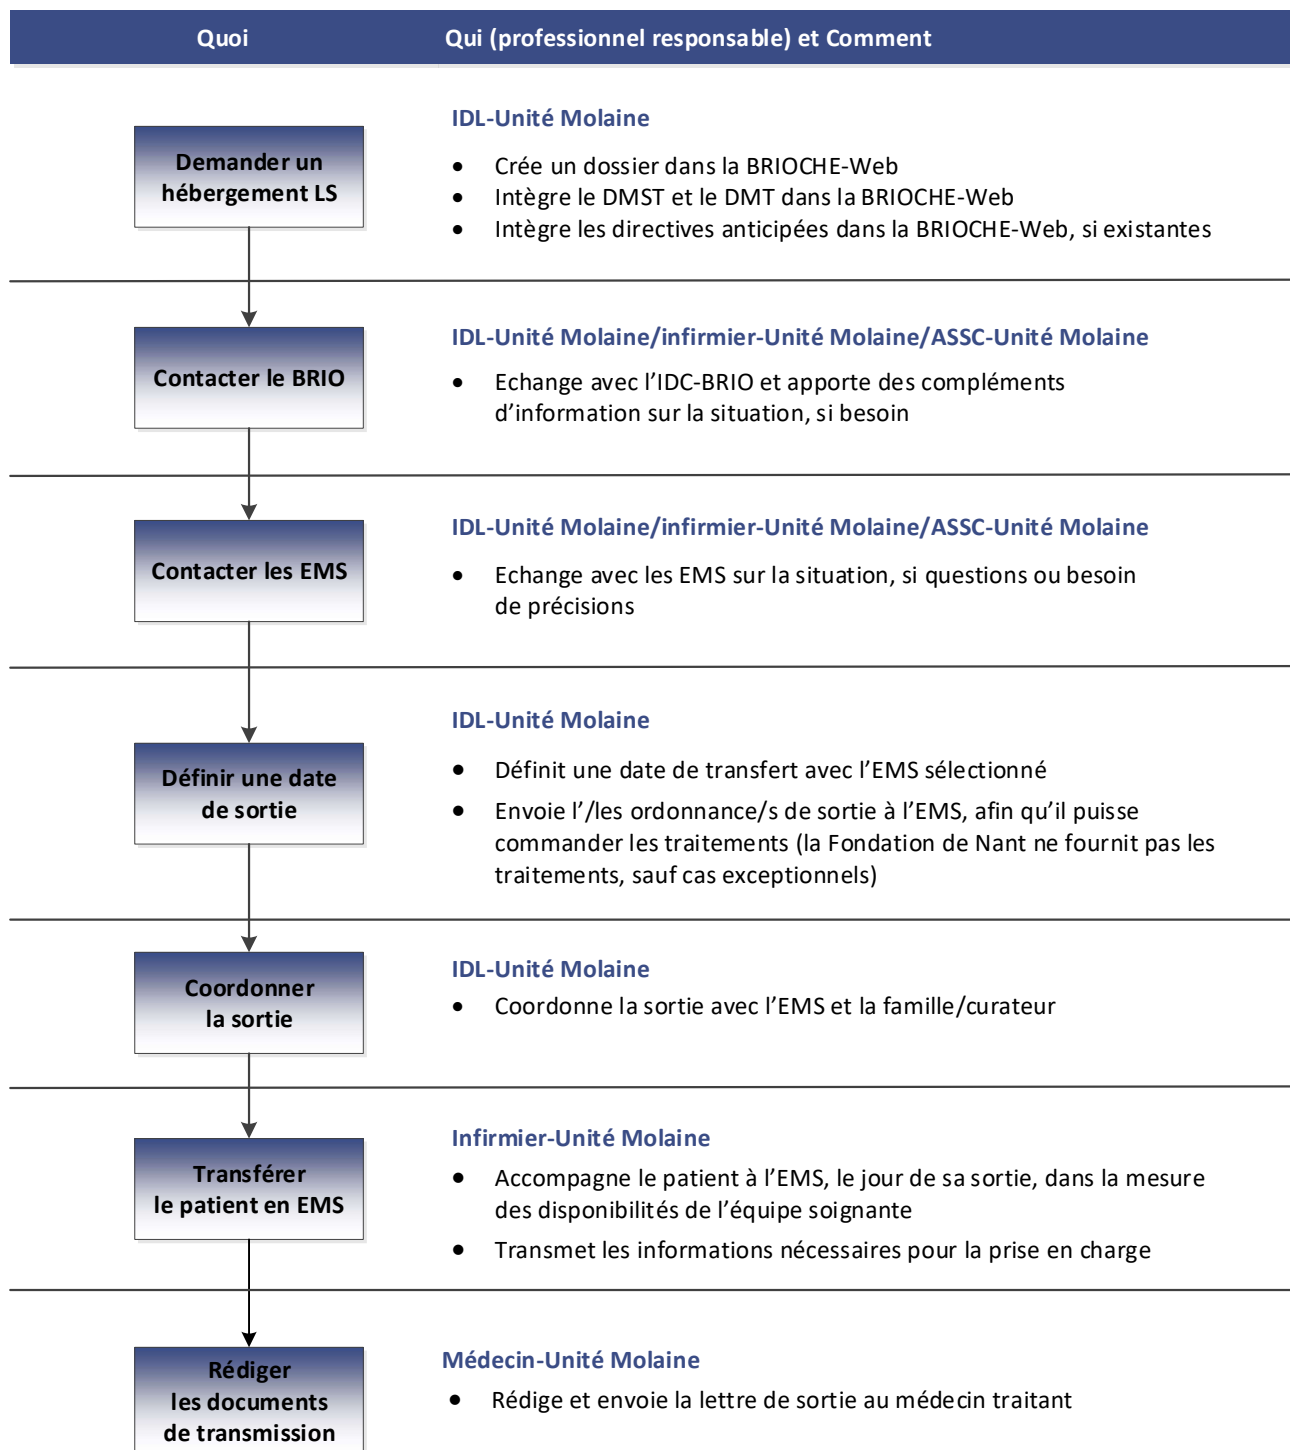 Quoi
Qui (professionnel responsable) et Comment
Demander un
hébergement LS
IDL-Unité Molaine
• Crée un dossier dans la BRIOCHE-Web
• Intègre le DMST et le DMT dans la BRIOCHE-Web
• Intègre les directives anticipées dans la BRIOCHE-Web, si existantes
Contacter le BRIO
IDL-Unité Molaine/infirmier-Unité Molaine/ASSC-Unité Molaine
• Echange avec l’IDC-BRIO et apporte des compléments
d’information sur la situation, si besoin
Contacter les EMS
IDL-Unité Molaine/infirmier-Unité Molaine/ASSC-Unité Molaine
• Echange avec les EMS sur la situation, si questions ou besoin
de précisions
Définir une date
de sortie
IDL-Unité Molaine
• Définit une date de transfert avec l’EMS sélectionné
• Envoie l’/les ordonnance/s de sortie à l’EMS, afin qu’il puisse
commander les traitements (la Fondation de Nant ne fournit pas les
traitements, sauf cas exceptionnels)
Coordonner
la sortie
IDL-Unité Molaine
• Coordonne la sortie avec l’EMS et la famille/curateur
Transférer
le patient en EMS
Infirmier-Unité Molaine
• Accompagne le patient à l’EMS, le jour de sa sortie, dans la mesure
des disponibilités de l’équipe soignante
• Transmet les informations nécessaires pour la prise en charge
Rédiger
les documents
de transmission
Médecin-Unité Molaine
• Rédige et envoie la lettre de sortie au médecin traitant